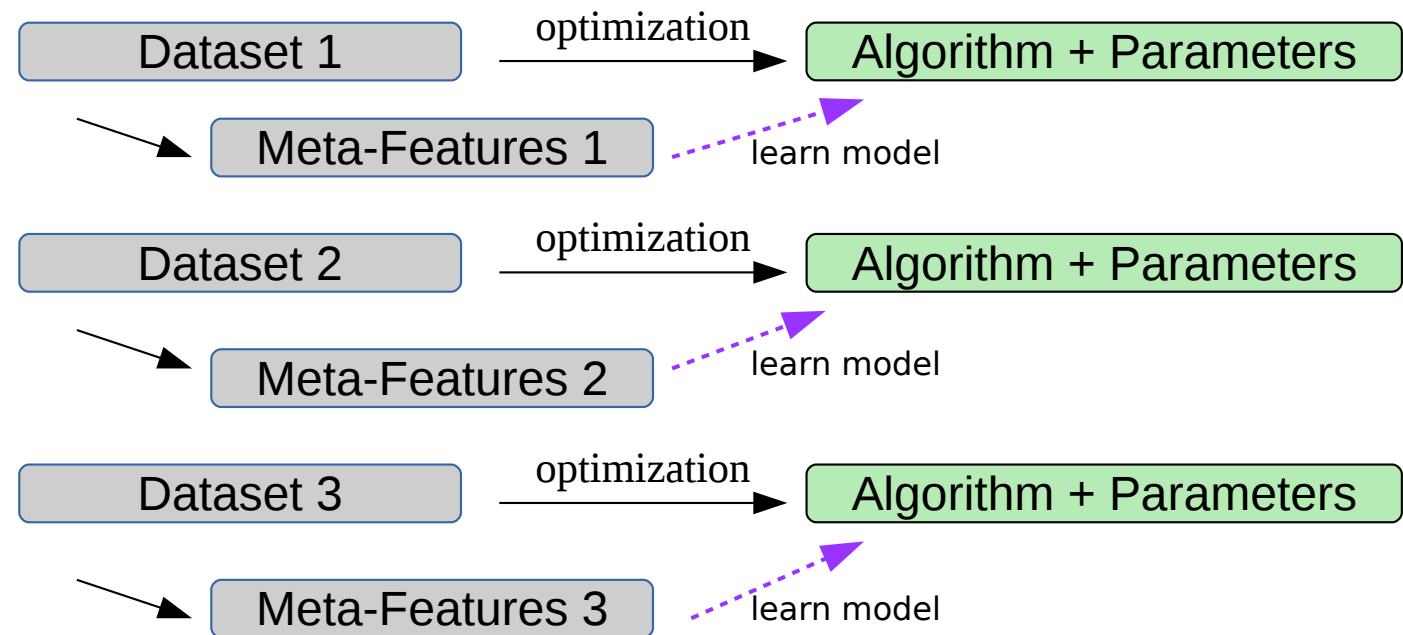 optimization
Dataset 1
Algorithm + Parameters
Meta-Features 1
learn model
optimization
Dataset 2
Algorithm + Parameters
Meta-Features 2
learn model
optimization
Dataset 3
Algorithm + Parameters
Meta-Features 3
learn model